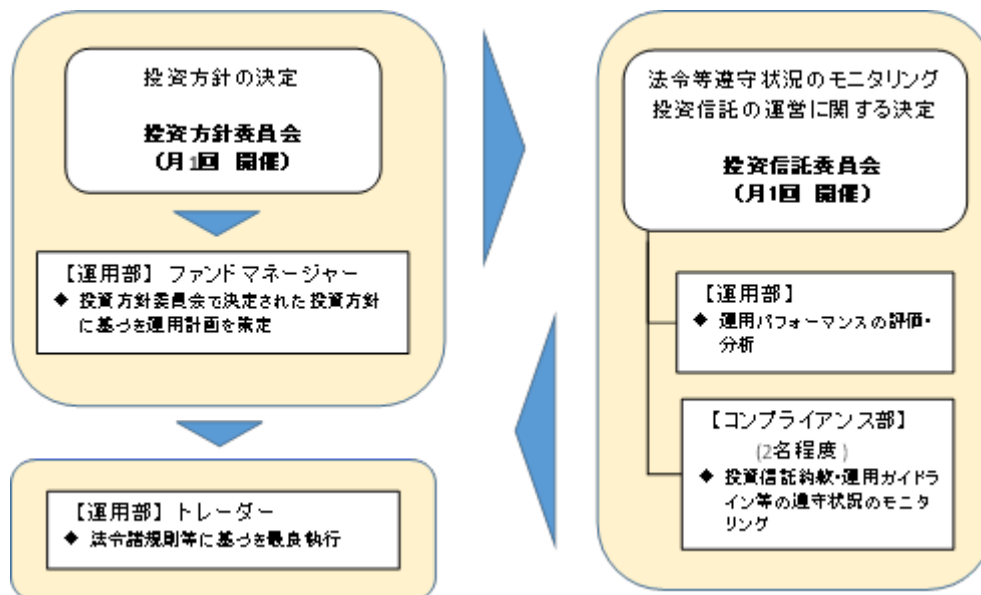 投資方針の決定
投資方針委員会
(月1回 開催)
【運用部】ファンドマネージャー
◆ 投資方針委員会で決定された投資方針
に基づき運用計画を策定
【運用部】トレーダー
◆ 法令諸規則等に基づき最良執行
法令等遵守状況のモニタリング
投資信託の運営に関する決定
投資信託委員会
(月1回 開催)
【運用部】
◆ 運用パフォーマンスの評価・
分析
【コンプライアンス部】
(2名程度)
◆ 投資信託約款・運用ガイドラ
イン等の遵守状況のモニタ
リング